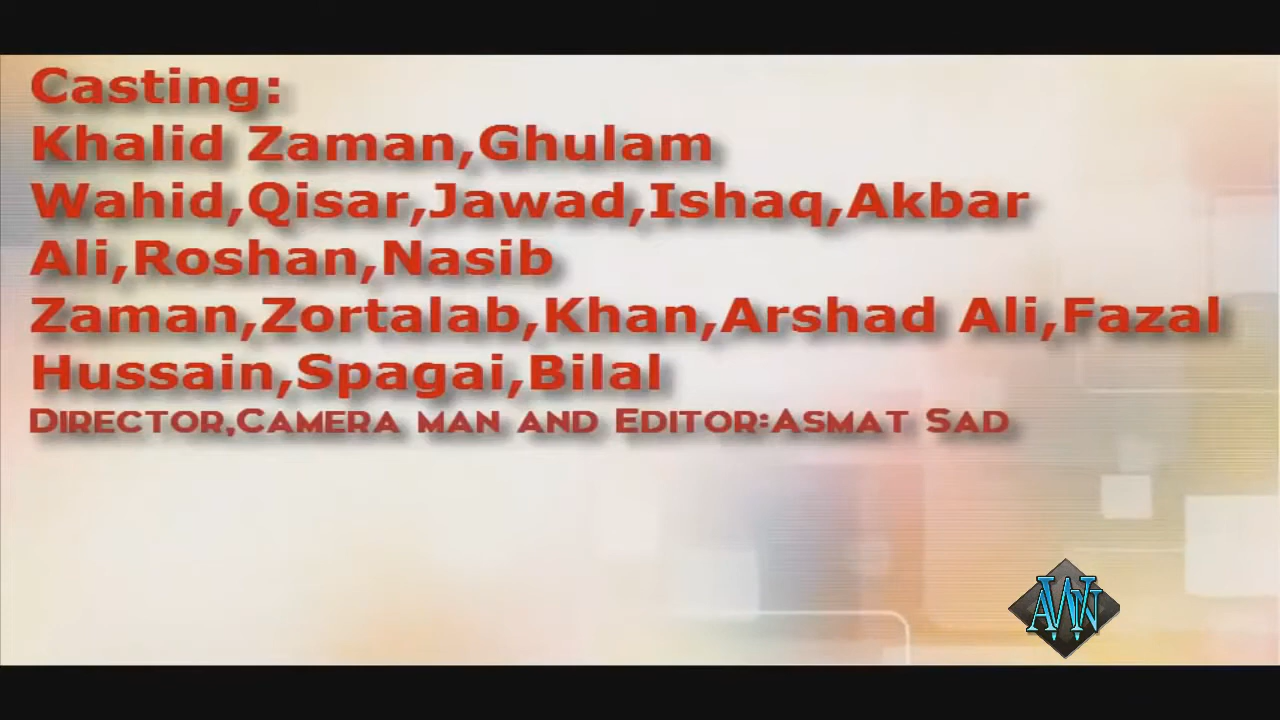 Casting:
Khalid Zaman,Ghulam
Wahid,Qisar,Jawad,Ishaq,Akbar
Ali,Roshan,Nasib
Zaman,Zortalab,Khan,Arshad Ali,Fazal
Hussain,Spagai,Bilal
Director,Camera man and Editor:Asmat Sad
AWN